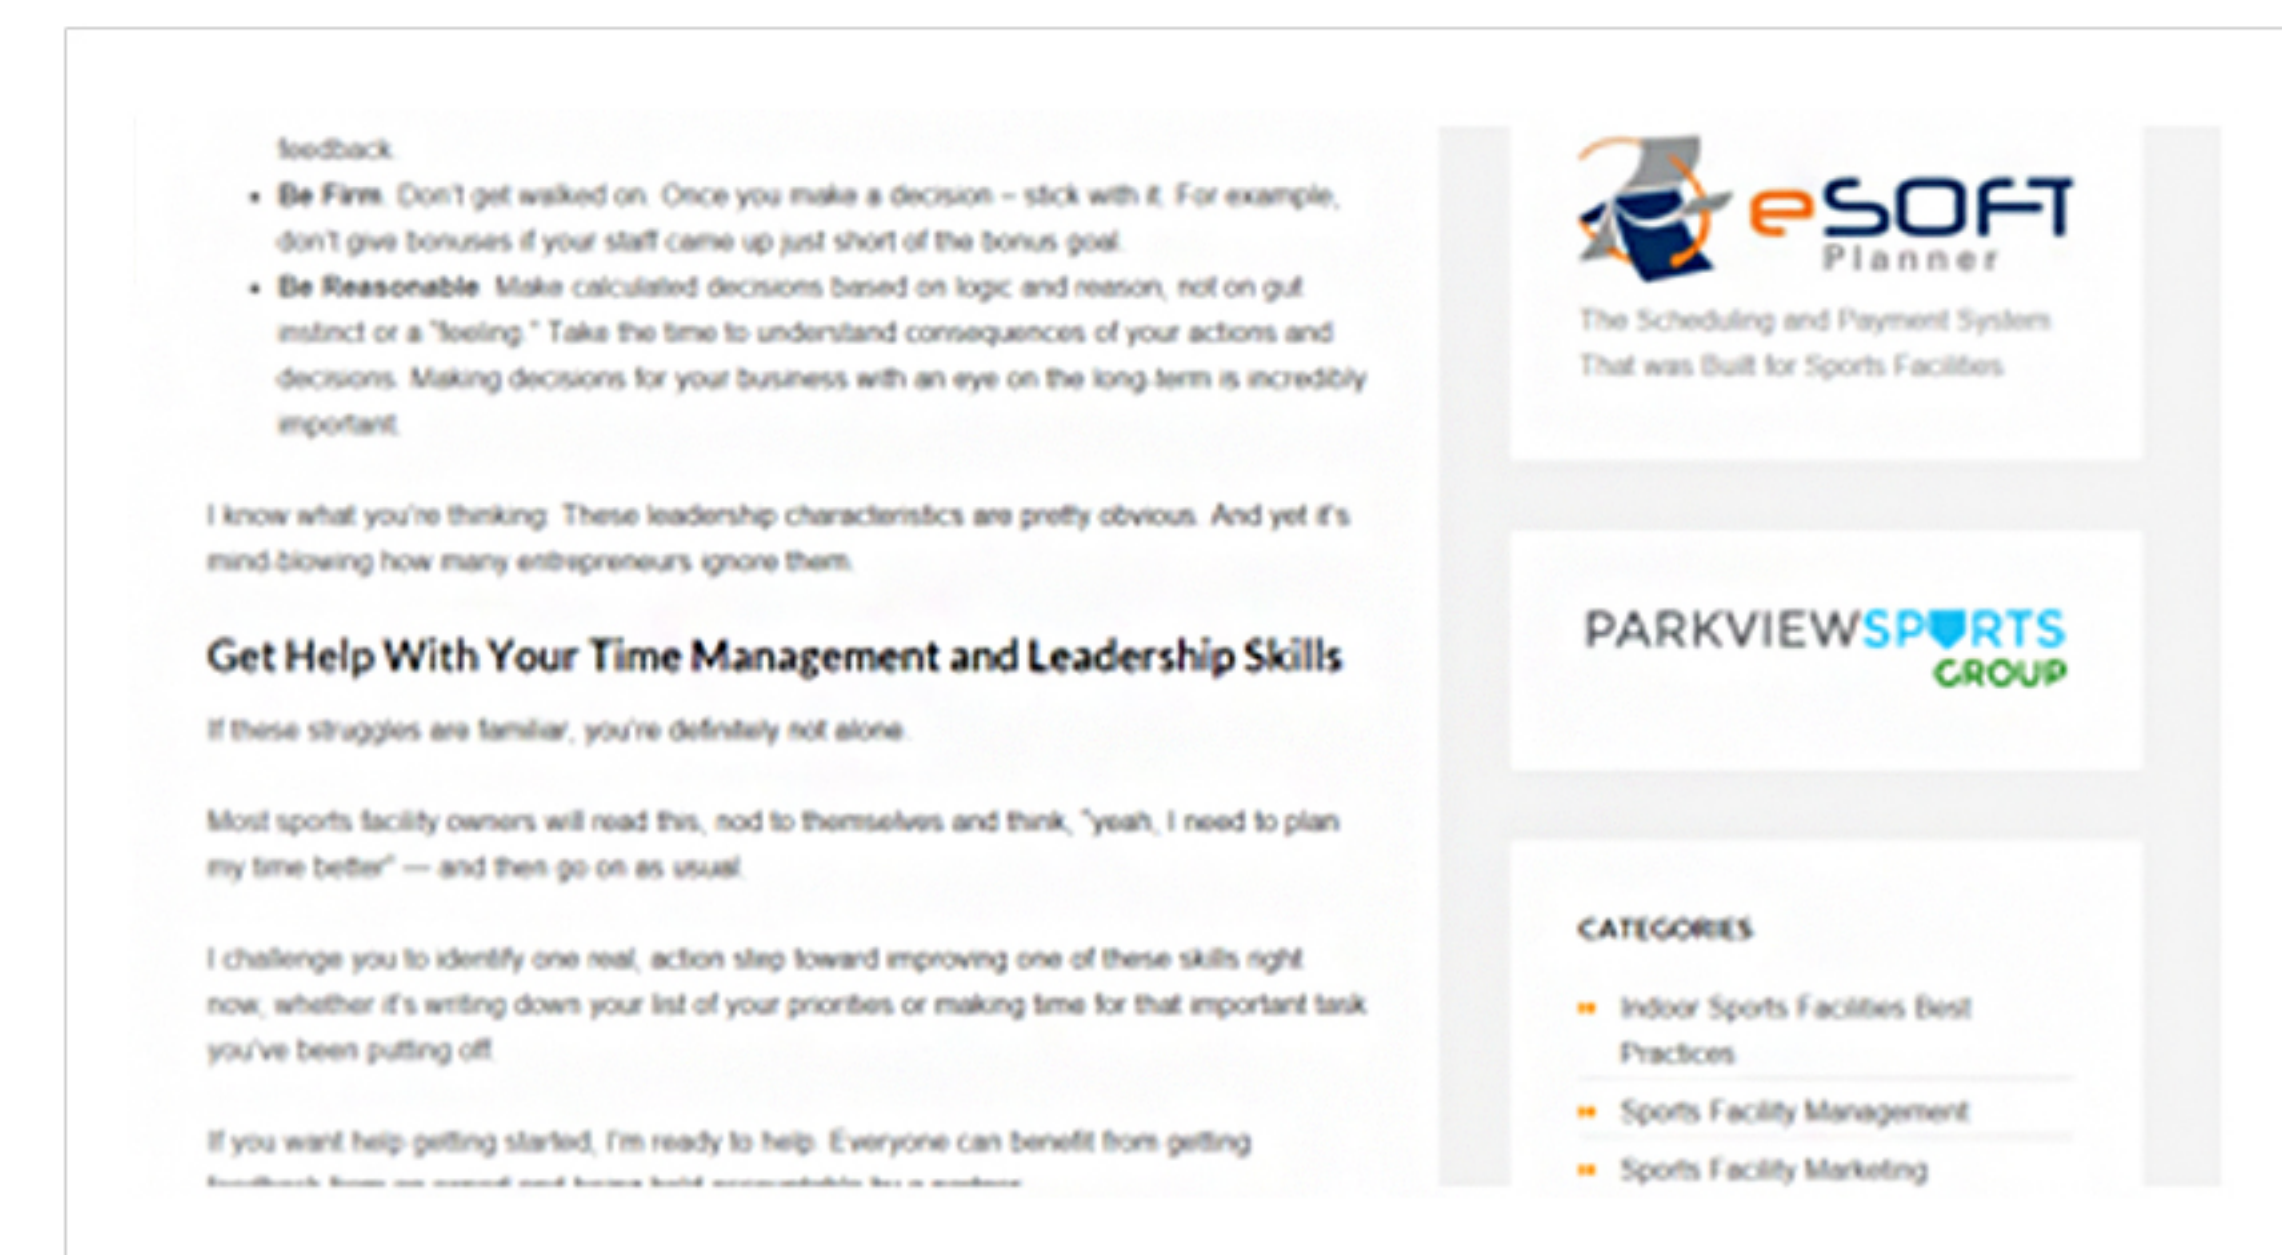 feedback.
• Be Firm. Don't get walked on. Once you make a decision – stick with it. For example,
don't give bonuses if your staff came up just short of the bonus goal.
• Be Reasonable. Make calculated decisions based on logic and reason, not on gut
instinct or a "feeling." Take the time to understand consequences of your actions and
decisions. Making decisions for your business with an eye on the long-term is incredibly
important.
I know what you're thinking: These leadership characteristics are pretty obvious. And yet it's
mind-blowing how many entrepreneurs ignore them.
Get Help With Your Time Management and Leadership Skills
If these struggles are familiar, you're definitely not alone.
Most sports facility owners will read this, nod to themselves and think, "yeah, I need to plan
my time better" — and then go on as usual.
I challenge you to identify one real, action step toward improving one of these skills right
now, whether it's writing down your list of your priorities or making time for that important task
you've been putting off.
If you want help getting started, I'm ready to help. Everyone can benefit from getting
feedback from an expert and being held accountable by a partner.
eSOFT
Planner
The Scheduling and Payment System
That was Built for Sports Facilities
PARKVIEWSPORTS
GROUP
CATEGORIES
Indoor Sports Facilities Best
Practices
Sports Facility Management
Sports Facility Marketing